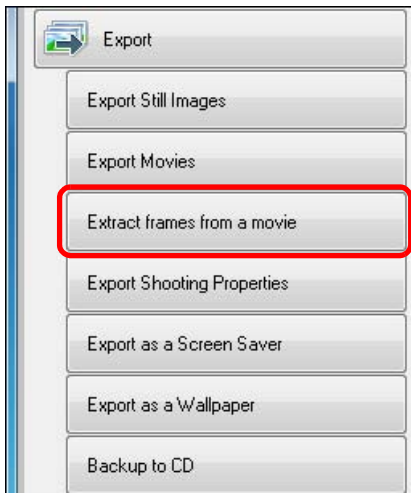 Export
Export Still Images
Export Movies
Extract frames from a movie
Export Shooting Properties
Export as a Screen Saver
Export as a Wallpaper
Backup to CD